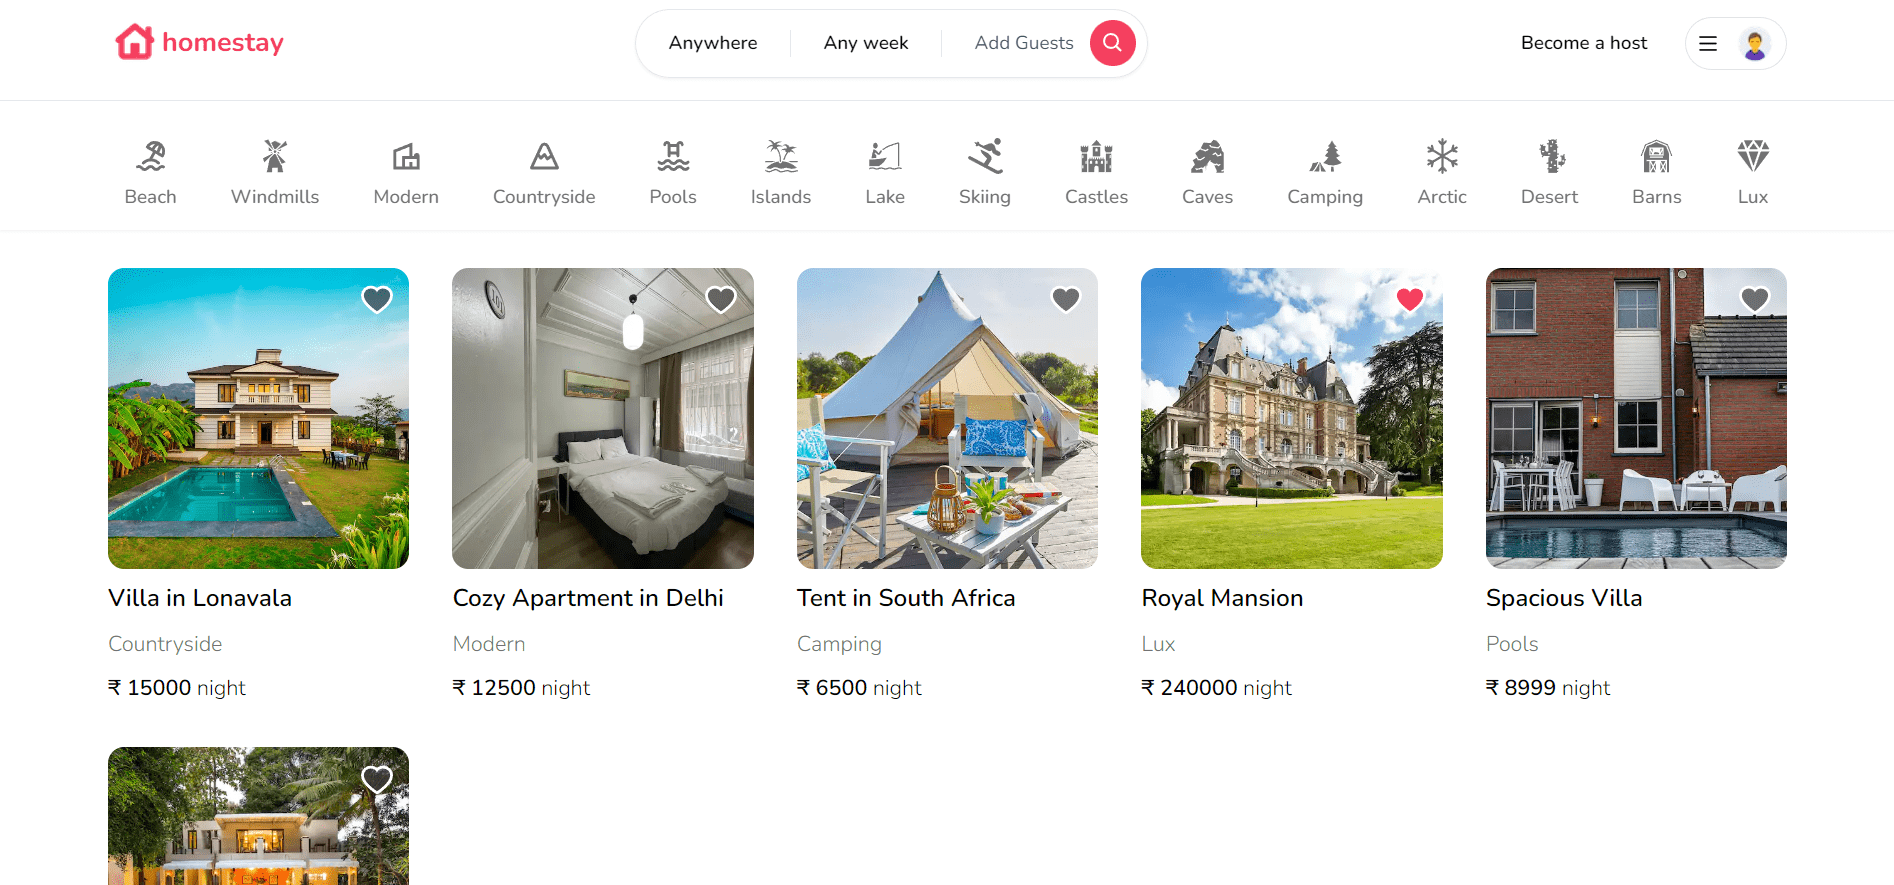 homestay
Anywhere
Any week
Add Guests
Become a host
Beach
Windmills
Modern
Countryside
Pools
Islands
Lake
Skiing
Castles
Caves
Camping
Arctic
Desert
Barns
Lux
Villa in Lonavala
Countryside
₹ 15000 night
Cozy Apartment in Delhi
Modern
₹ 12500 night
Tent in South Africa
Camping
₹ 6500 night
Royal Mansion
Lux
₹ 240000 night
Spacious Villa
Pools
₹ 8999 night